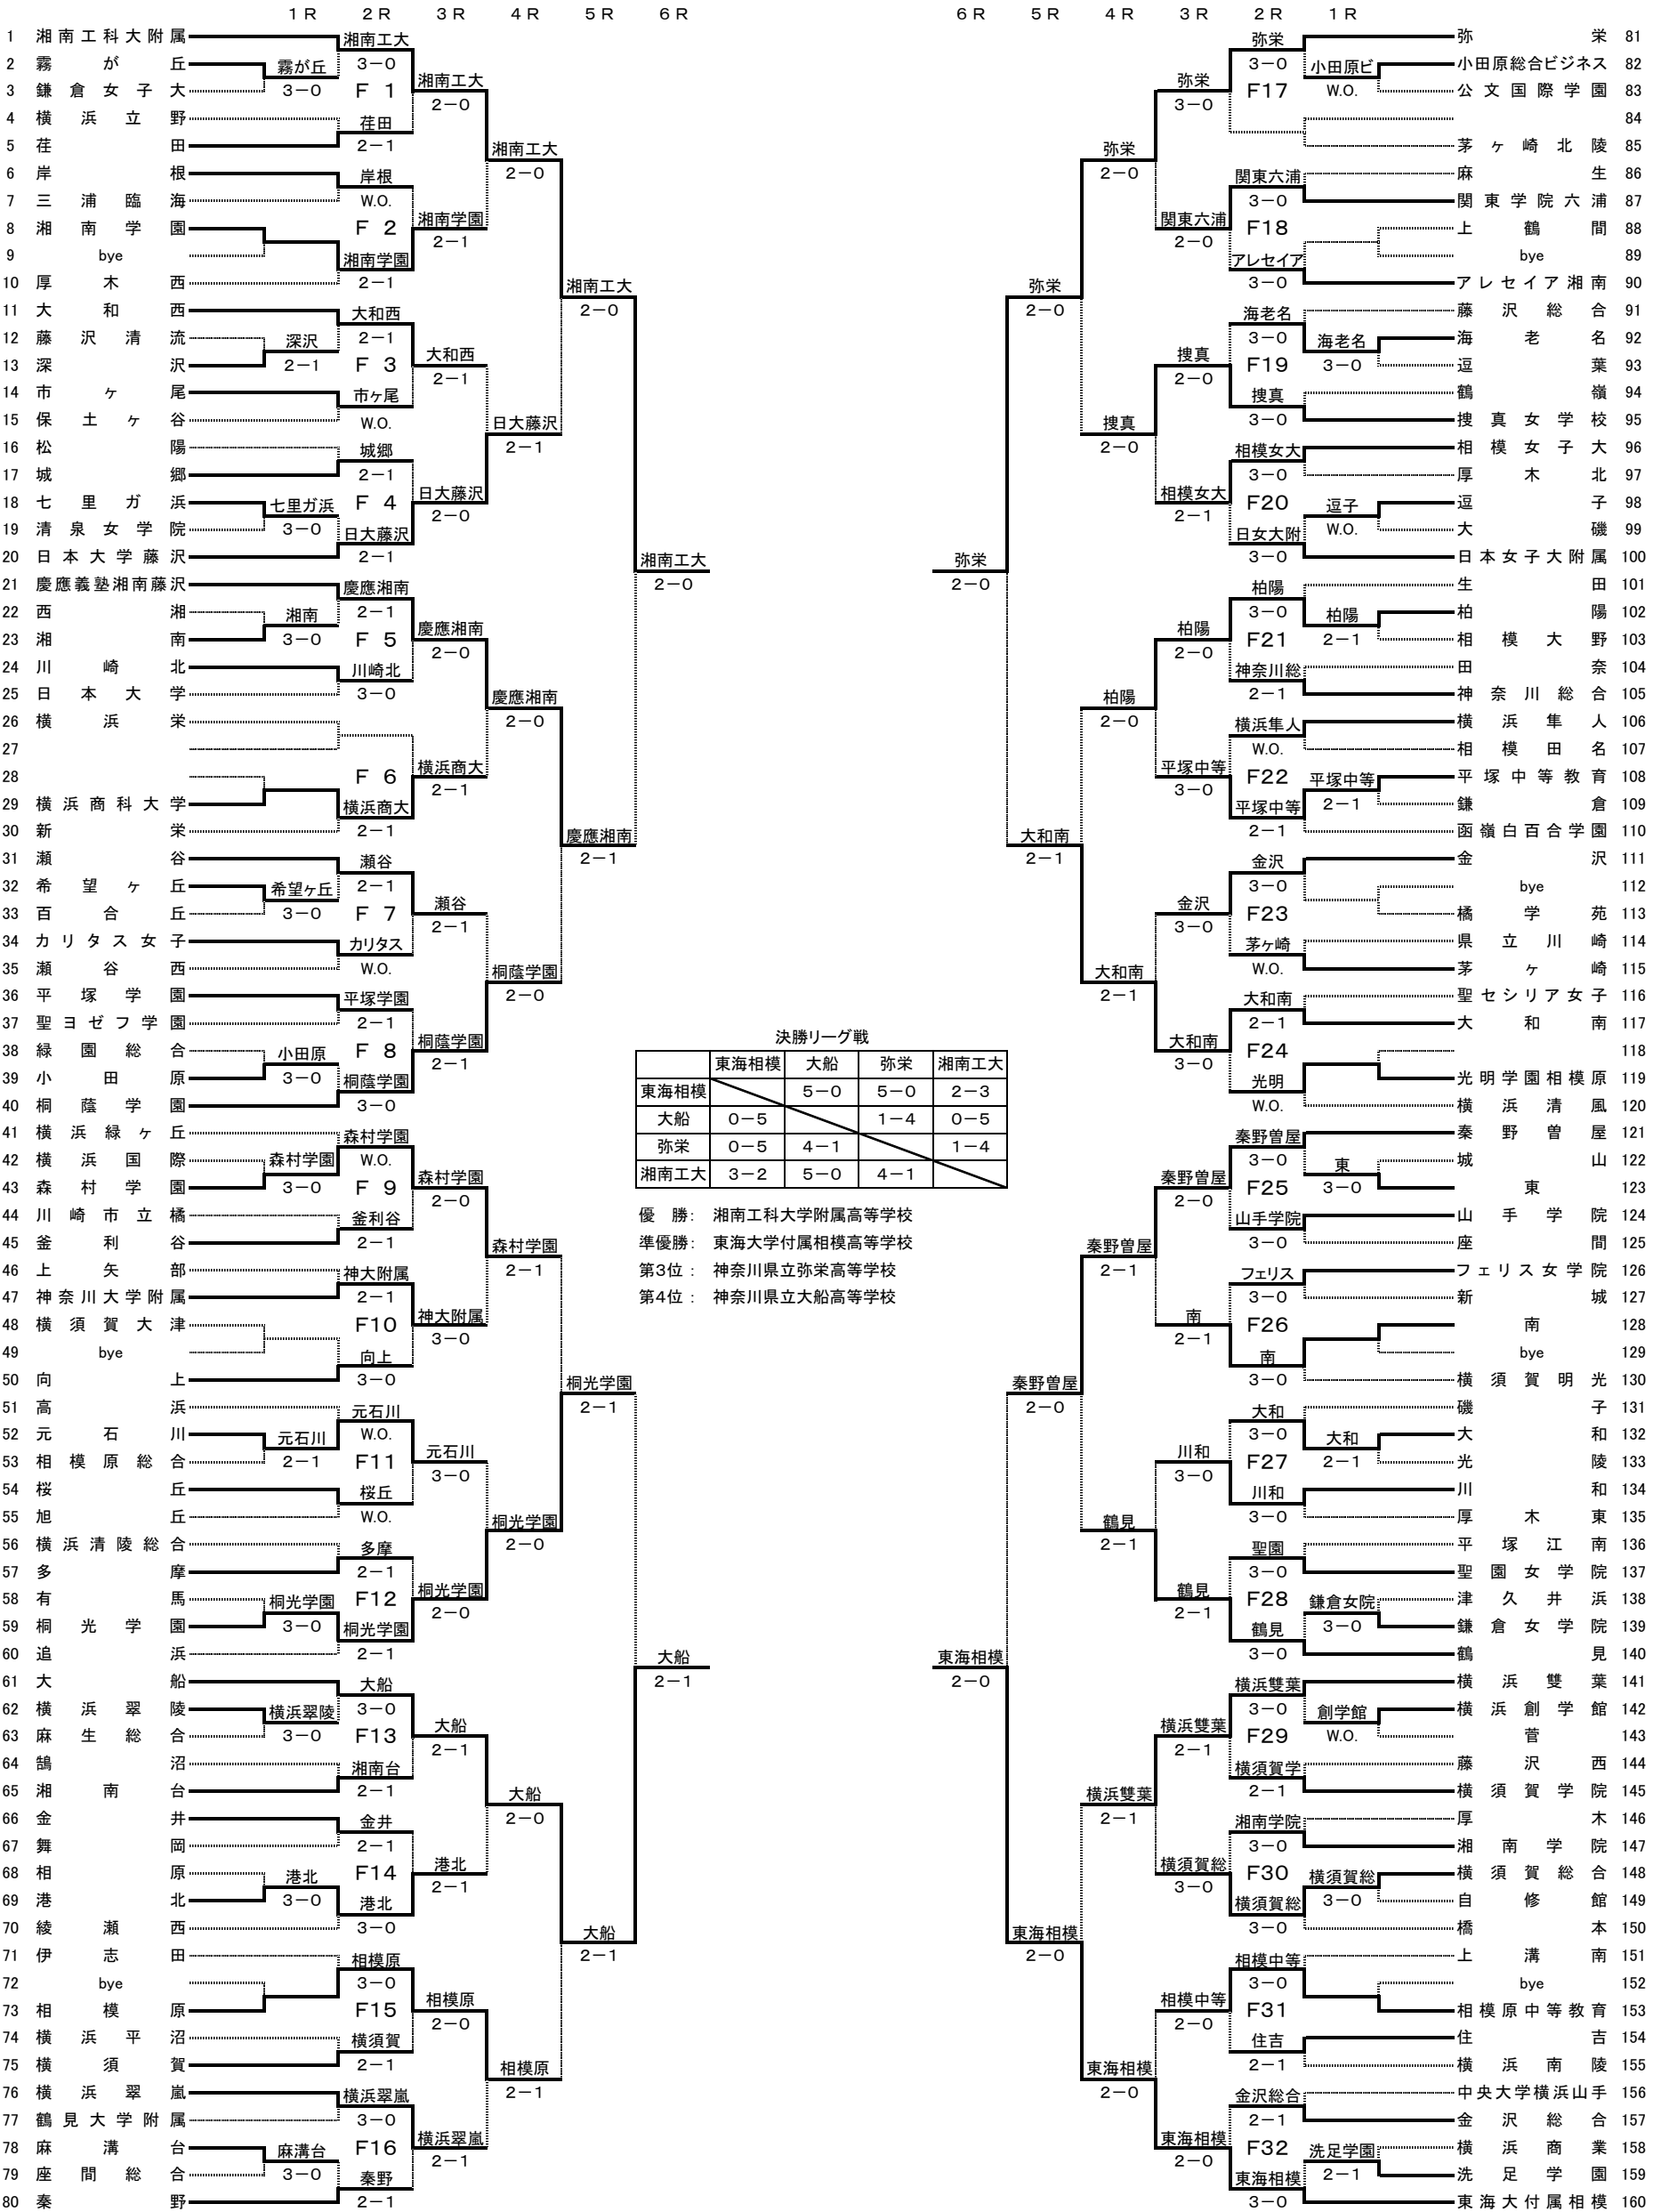 1R 2R 3R 4R 5R 6R
1 湘南工科大附属
2 霧が丘
3 鎌倉女子大
4 横浜立野
5 荏田
6 岸根
7 三浦臨海
8 湘南学園
9 bye
10 厚木西
11 大和西
12 藤沢清流
13 深沢
14 市ヶ尾
15 保土ヶ谷
16 松陽
17 城郷
18 七里ガ浜
19 清泉女学院
20 日本大学藤沢
21 慶應義塾湘南藤沢
22 西湘
23 湘南
24 川崎北
25 日本大学
26 横浜栄
27
28
29 横浜商科大学
30 新栄
31 瀬谷
32 希望ヶ丘
33 百合丘
34 カリタス女子
35 瀬谷西
36 平塚学園
37 聖ヨゼフ学園
38 緑園総合
39 小田原
40 桐蔭学園
41 横浜緑ヶ丘
42 横浜国際
43 森村学園
44 川崎市立橘
45 釜利谷
46 上矢部
47 神奈川大学附属
48 横須賀大津
49 bye
50 向上
51 高浜
52 元石川
53 相模原総合
54 桜丘
55 旭丘
56 横浜清陵総合
57 多摩
58 有馬
59 桐光学園
60 追浜
61 大船
62 横浜翠陵
63 麻生総合
64 鵠沼
65 湘南台
66 金井
67 舞岡
68 相原
69 港北
70 綾瀬西
71 伊志田
72 bye
73 相模原
74 横浜平沼
75 横須賀
76 横浜翠嵐
77 鶴見大学附属
78 麻溝台
79 座間総合
80 秦野
霧が丘 3-0
深沢 2-1
七里ガ浜 3-0
湘南 3-0
希望ヶ丘 3-0
小田原 3-0
森村学園 3-0
元石川 2-1
桐光学園 3-0
横浜翠陵 3-0
港北 3-0
麻溝台 3-0
湘南工大 3-0
F 1
荏田 2-1
岸根 W.O.
F 2
湘南学園 2-1
大和西 2-1
F 3
市ヶ尾 W.O.
城郷 2-1
F 4
日大藤沢 2-1
慶應湘南 2-1
F 5
川崎北 3-0
F 6
横浜商大 2-1
瀬谷 2-1
F 7
カリタス W.O.
平塚学園 2-1
F 8
桐蔭学園 3-0
森村学園 W.O.
F 9
釜利谷 2-1
神大附属 2-1
F10
向上 3-0
元石川 W.O.
F11
桜丘 W.O.
多摩 2-1
F12
桐光学園 2-1
大船 3-0
F13
湘南台 2-1
金井 2-1
F14
港北 3-0
相模原 3-0
F15
横須賀 2-1
横浜翠嵐 3-0
F16
秦野 2-1
湘南工大 2-0
湘南学園 2-1
大和西 2-1
日大藤沢 2-0
慶應湘南 2-0
横浜商大 2-1
瀬谷 2-1
桐蔭学園 2-1
森村学園 2-0
神大附属 3-0
元石川 3-0
桐光学園 2-0
大船 2-1
港北 2-1
相模原 2-0
横浜翠嵐 2-1
湘南工大 2-0
日大藤沢 2-1
慶應湘南 2-0
桐蔭学園 2-0
森村学園 2-1
桐光学園 2-0
大船 2-0
相模原 2-1
湘南工大 2-0
慶應湘南 2-1
桐光学園 2-1
大船 2-1
湘南工大 2-0
大船 2-1
決勝リーグ戦
東海相模 大船 弥栄 湘南工大
東海相模 5-0 5-0 2-3
大船 0-5 1-4 0-5
弥栄 0-5 4-1 1-4
湘南工大 3-2 5-0 4-1
優 勝： 湘南工科大学附属高等学校
準優勝： 東海大学付属相模高等学校
第3位 ： 神奈川県立弥栄高等学校
第4位 ： 神奈川県立大船高等学校
6R 5R 4R 3R 2R 1R
弥栄 2-0
東海相模 2-0
弥栄 2-0
大和南 2-1
秦野曽屋 2-0
東海相模 2-0
弥栄 2-0
捜真 2-0
柏陽 2-0
大和南 2-1
秦野曽屋 2-1
鶴見 2-1
横浜雙葉 2-1
東海相模 2-0
弥栄 3-0
関東六浦 2-0
捜真 2-0
相模女大 2-1
柏陽 2-0
平塚中等 3-0
金沢 3-0
大和南 3-0
秦野曽屋 2-0
南 2-1
川和 3-0
鶴見 2-1
横浜雙葉 2-1
横須賀総 3-0
相模中等 2-0
東海相模 2-0
弥栄 3-0
F17
関東六浦 3-0
F18
アレセイア 3-0
海老名 3-0
F19
捜真 3-0
相模女大 3-0
F20
日女大附 3-0
柏陽 3-0
F21
神奈川総 2-1
横浜隼人 W.O.
F22
平塚中等 2-1
金沢 3-0
F23
茅ヶ崎 W.O.
大和南 2-1
F24
光明 W.O.
秦野曽屋 3-0
F25
山手学院 3-0
フェリス 3-0
F26
南 3-0
大和 3-0
F27
川和 3-0
聖園 3-0
F28
鶴見 3-0
横浜雙葉 3-0
F29
横須賀学 2-1
湘南学院 3-0
F30
横須賀総 3-0
相模中等 3-0
F31
住吉 2-1
金沢総合 2-1
F32
東海相模 3-0
小田原ビ W.O.
海老名 3-0
逗子 W.O.
柏陽 2-1
平塚中等 2-1
東 3-0
大和 2-1
鎌倉女院 3-0
創学館 W.O.
横須賀総 3-0
洗足学園 2-1
弥栄 81
小田原総合ビジネス 82
公文国際学園 83
84
茅ヶ崎北陵 85
麻生 86
関東学院六浦 87
上鶴間 88
bye 89
アレセイア湘南 90
藤沢総合 91
海老名 92
逗葉 93
鶴嶺 94
捜真女学校 95
相模女子大 96
厚木北 97
逗子 98
大磯 99
日本女子大附属 100
生田 101
柏陽 102
相模大野 103
田奈 104
神奈川総合 105
横浜隼人 106
相模田名 107
平塚中等教育 108
鎌倉 109
函嶺白百合学園 110
金沢 111
bye 112
橘学苑 113
県立川崎 114
茅ヶ崎 115
聖セシリア女子 116
大和南 117
118
光明学園相模原 119
横浜清風 120
秦野曽屋 121
城山 122
東 123
山手学院 124
座間 125
フェリス女学院 126
新城 127
南 128
bye 129
横須賀明光 130
磯子 131
大和 132
光陵 133
川和 134
厚木東 135
平塚江南 136
聖園女学院 137
津久井浜 138
鎌倉女学院 139
鶴見 140
横浜雙葉 141
横浜創学館 142
菅 143
藤沢西 144
横須賀学院 145
厚木 146
湘南学院 147
横須賀総合 148
自修館 149
橋本 150
上溝南 151
bye 152
相模原中等教育 153
住吉 154
横浜南陵 155
中央大学横浜山手 156
金沢総合 157
横浜商業 158
洗足学園 159
東海大付属相模 160